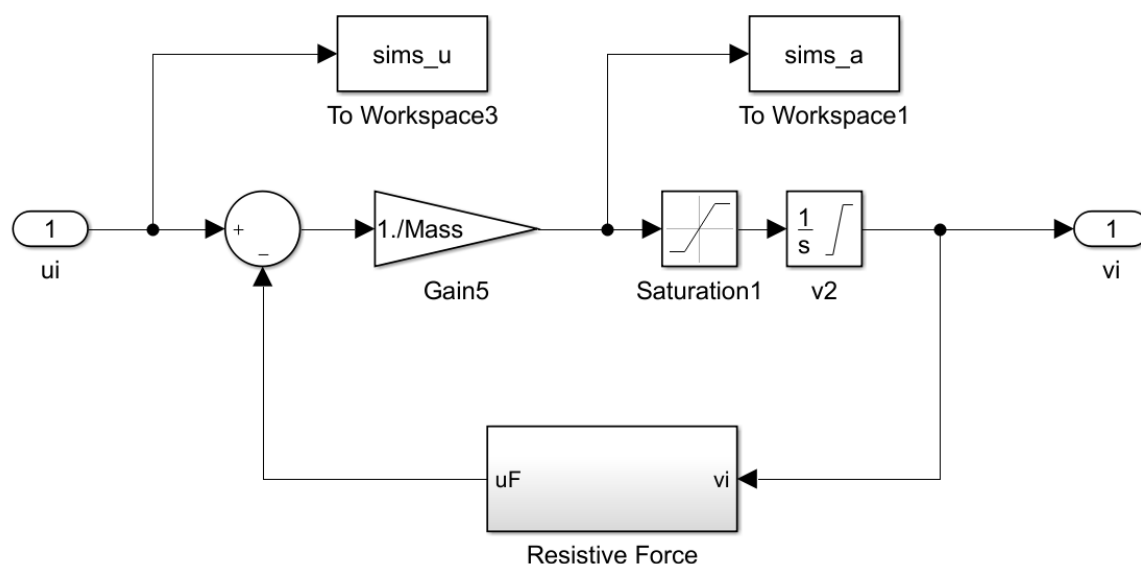 sims_u
To Workspace3
sims_a
To Workspace1
1
ui
+
−
1./Mass
Gain5
Saturation1
1
s
v2
1
vi
uF
vi
Resistive Force